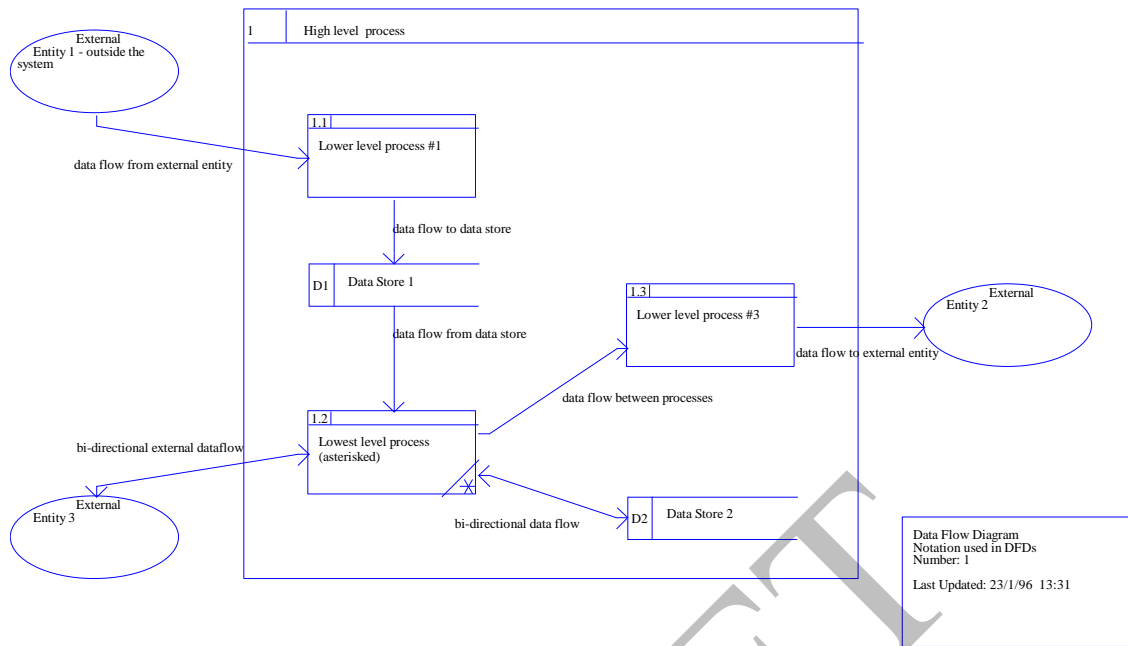 1
High level process
External
Entity 1 - outside the
system
1.1
Lower level process #1
data flow from external entity
data flow to data store
D1
Data Store 1
1.3
Lower level process #3
External
Entity 2
data flow from data store
data flow to external entity
data flow between processes
1.2
Lowest level process
(asterisked)
*
bi-directional external dataflow
External
Entity 3
bi-directional data flow
D2
Data Store 2
Data Flow Diagram
Notation used in DFDs
Number: 1
Last Updated: 23/1/96 13:31